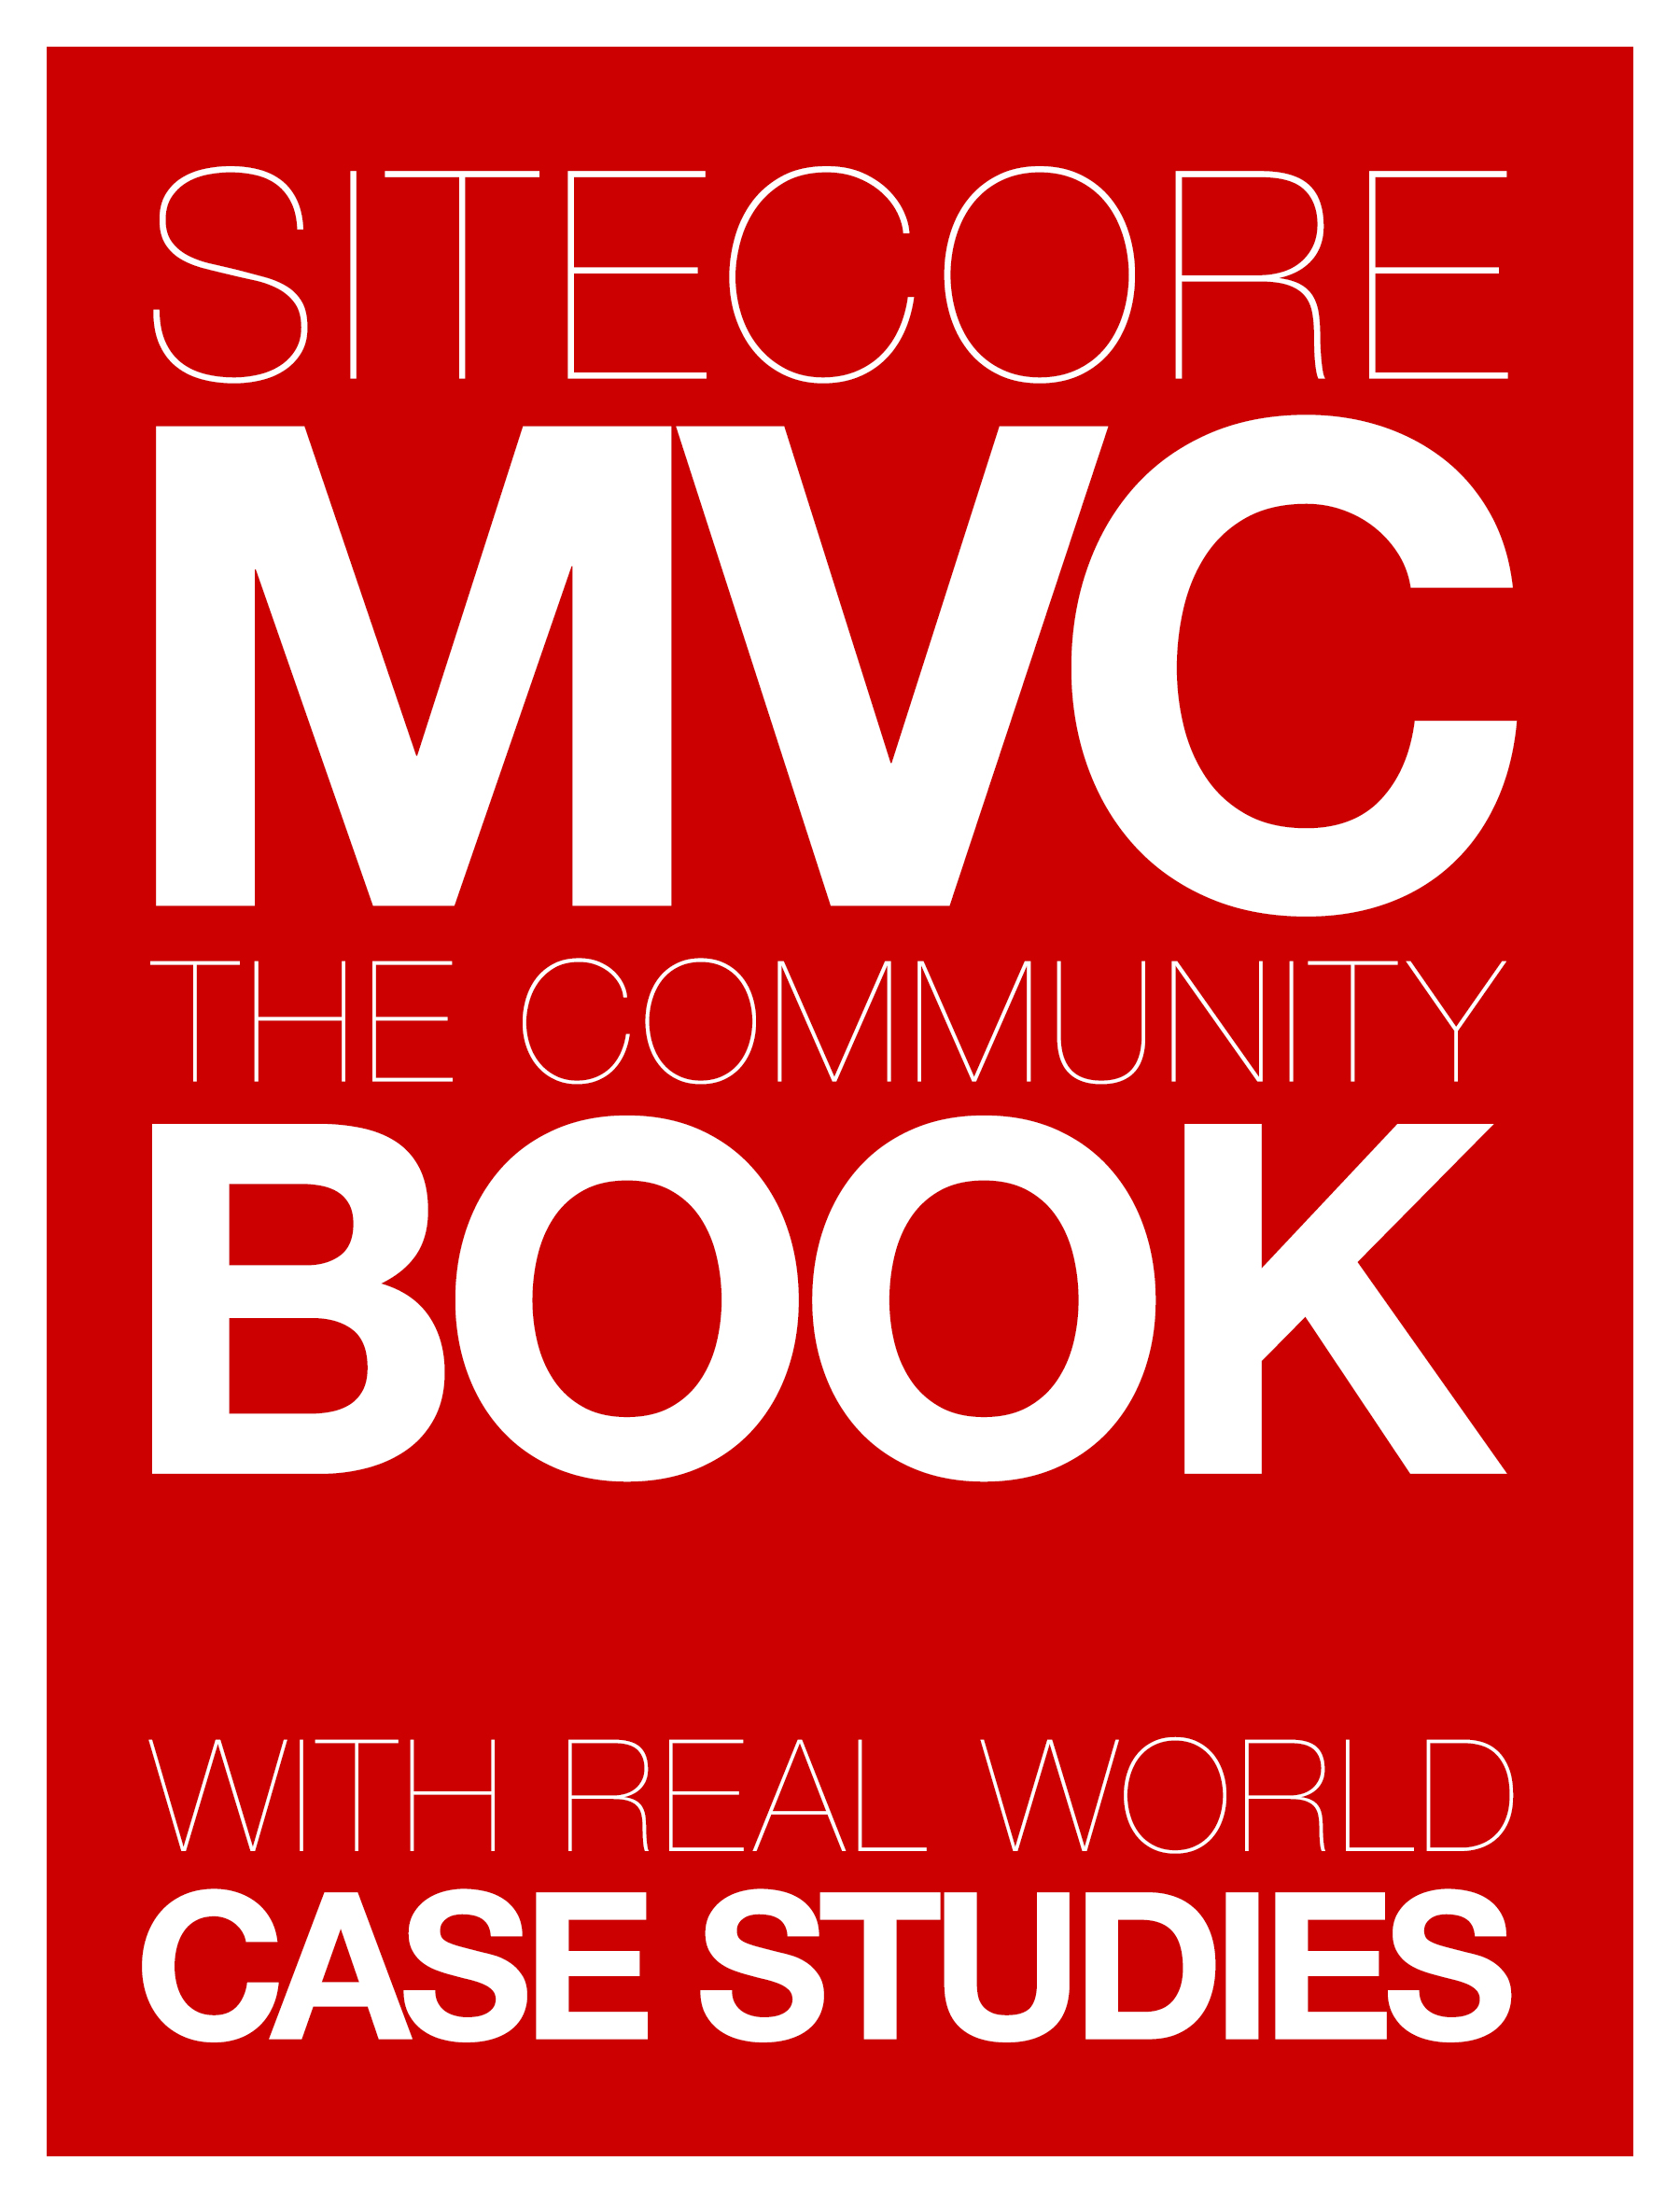 SITECORE
MVC
THE COMMUNITY
BOOK
WITH REAL WORLD
CASE STUDIES